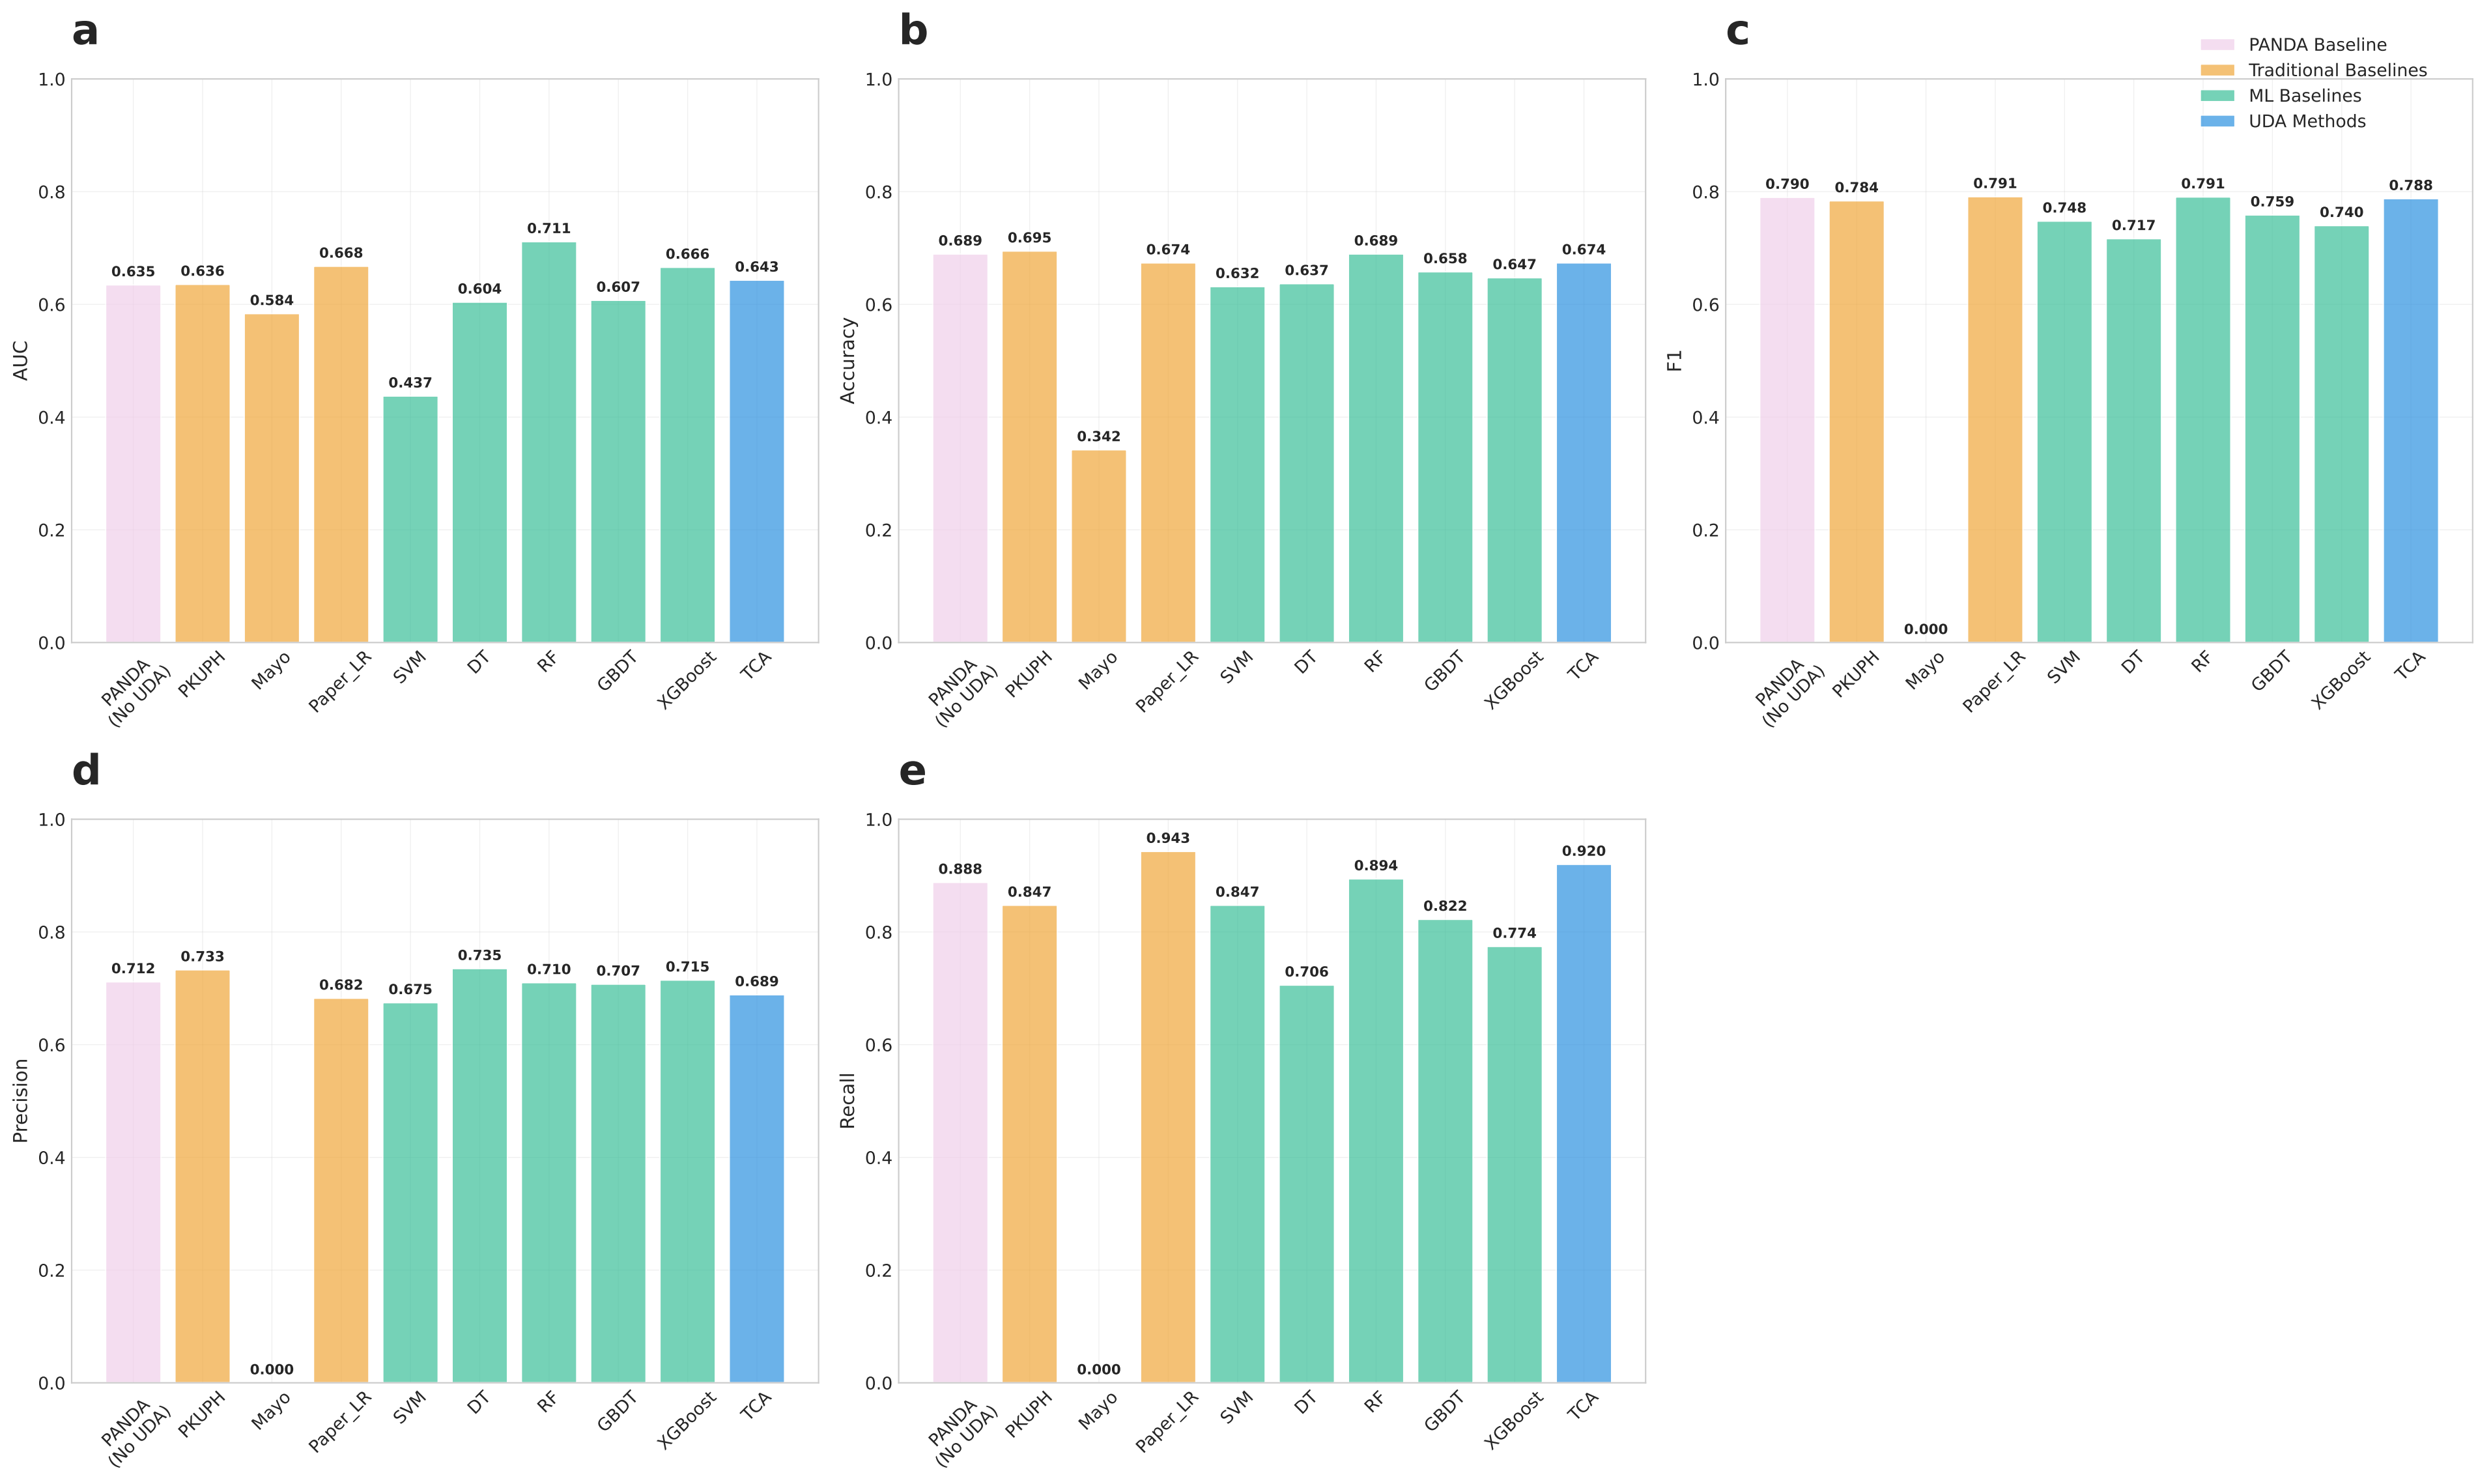 a
1.0
0.8
0.6
0.4
0.2
0.0
AUC
0.635
0.636
0.584
0.668
0.437
0.604
0.711
0.607
0.666
0.643
PANDA
(No UDA)
PKUPH
Mayo
Paper_LR
SVM
DT
RF
GBDT
XGBoost
TCA
b
1.0
0.8
0.6
0.4
0.2
0.0
Accuracy
0.689
0.695
0.342
0.674
0.632
0.637
0.689
0.658
0.647
0.674
PANDA
(No UDA)
PKUPH
Mayo
Paper_LR
SVM
DT
RF
GBDT
XGBoost
TCA
c
PANDA Baseline
Traditional Baselines
ML Baselines
UDA Methods
1.0
0.8
0.6
0.4
0.2
0.0
F1
0.790
0.784
0.000
0.791
0.748
0.717
0.791
0.759
0.740
0.788
PANDA
(No UDA)
PKUPH
Mayo
Paper_LR
SVM
DT
RF
GBDT
XGBoost
TCA
d
1.0
0.8
0.6
0.4
0.2
0.0
Precision
0.712
0.733
0.000
0.682
0.675
0.735
0.710
0.707
0.715
0.689
PANDA
(No UDA)
PKUPH
Mayo
Paper_LR
SVM
DT
RF
GBDT
XGBoost
TCA
e
1.0
0.8
0.6
0.4
0.2
0.0
Recall
0.888
0.847
0.000
0.943
0.847
0.706
0.894
0.822
0.774
0.920
PANDA
(No UDA)
PKUPH
Mayo
Paper_LR
SVM
DT
RF
GBDT
XGBoost
TCA